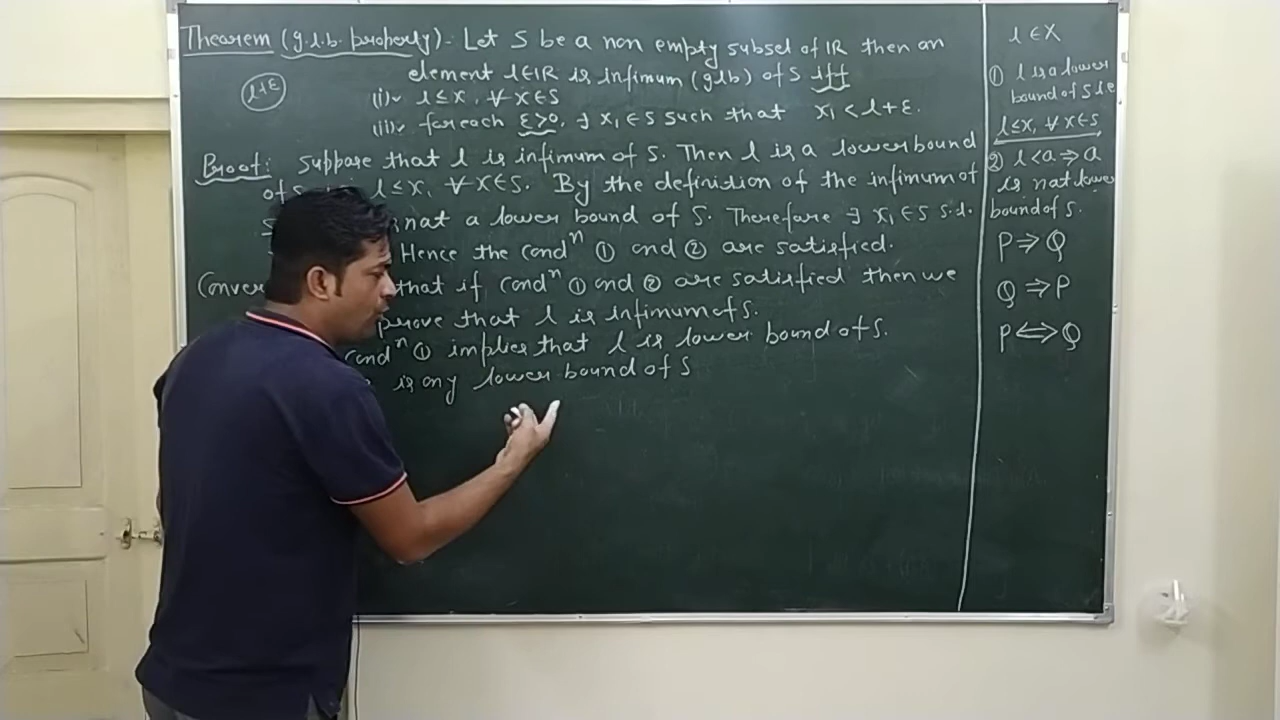 Theorem (g.l.b. property):- Let S be a non empty subset of IR then an
element l∈IR is infimum (glb) of S iff
l+ε
(i)· l≤x, ∀ x∈S
(ii)· for each ε>0, ∃ x₁∈S such that x₁<l+ε.
Proof: Suppose that l is infimum of S. Then l is a lower bound
of S l≤x, ∀ x∈S. By the definition of the infimum of
not a lower bound of S. Therefore ∃ x₁∈S s.t.
Hence the condⁿ ① and ② are satisfied.
that if condⁿ ① and ② are satisfied then we
prove that l is infimum of S.
condⁿ ① implies that l is lower bound of S.
is any lower bound of S
l∈X
① l is a lower
bound of S i.e
l≤x, ∀ x∈S
② l<a⇒a
is not lower
bound of S.
P⇒Q
Q⇒P
P⟺Q